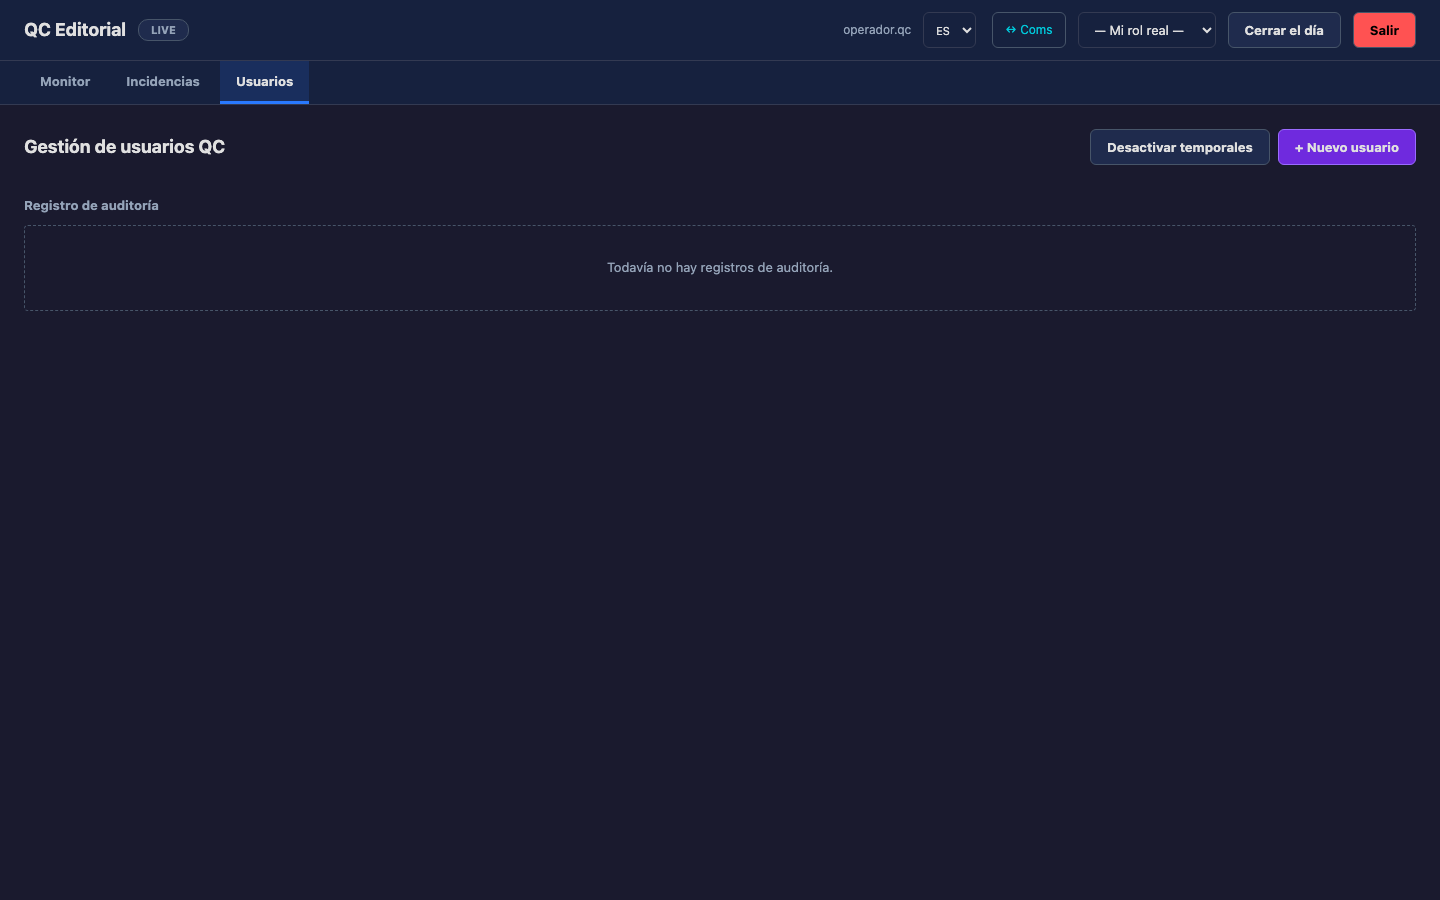 QC Editorial LIVE operador.qc ES ↔ Coms — Mi rol real — Cerrar el día Salir
Monitor Incidencias Usuarios
Gestión de usuarios QC Desactivar temporales + Nuevo usuario
Registro de auditoría
Todavía no hay registros de auditoría.